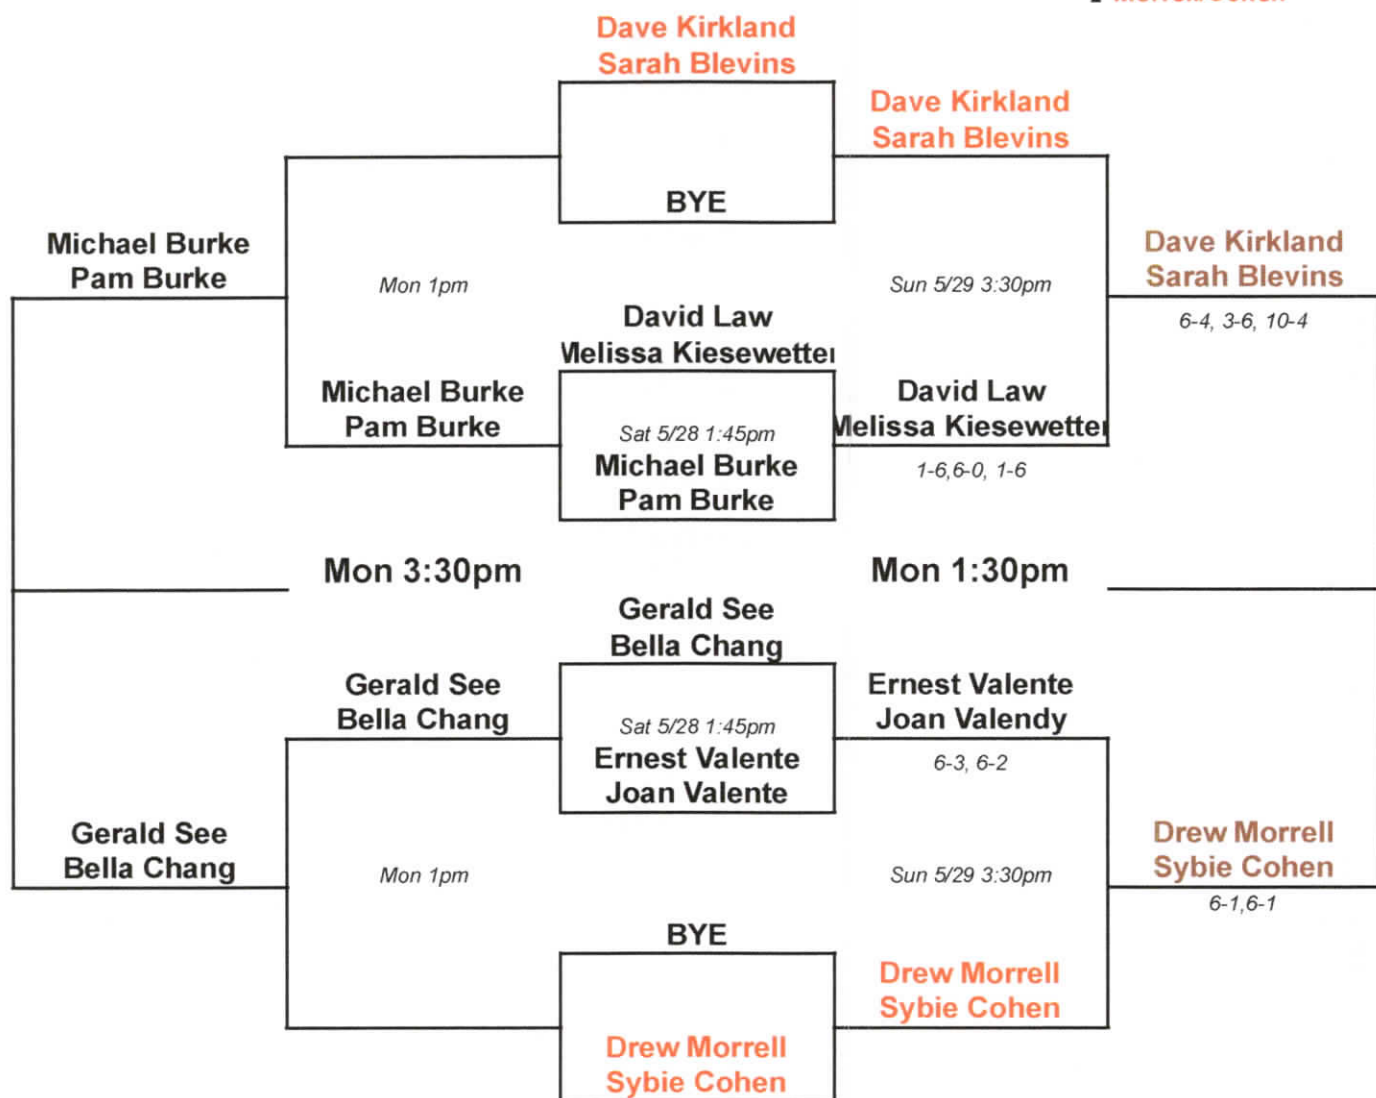 Dave Kirkland
Sarah Blevins
Dave Kirkland
Sarah Blevins
BYE
Michael Burke
Pam Burke
Dave Kirkland
Sarah Blevins
Mon 1pm
Sun 5/29 3:30pm
6-4, 3-6, 10-4
David Law
Melissa Kiesewetter
Michael Burke
Pam Burke
Sat 5/28 1:45pm
Michael Burke
Pam Burke
David Law
Melissa Kiesewetter
1-6,6-0, 1-6
Mon 3:30pm
Mon 1:30pm
Gerald See
Bella Chang
Gerald See
Bella Chang
Sat 5/28 1:45pm
Ernest Valente
Joan Valente
Ernest Valente
Joan Valendy
6-3, 6-2
Gerald See
Bella Chang
Mon 1pm
Sun 5/29 3:30pm
Drew Morrell
Sybie Cohen
6-1,6-1
BYE
Drew Morrell
Sybie Cohen
Drew Morrell
Sybie Cohen